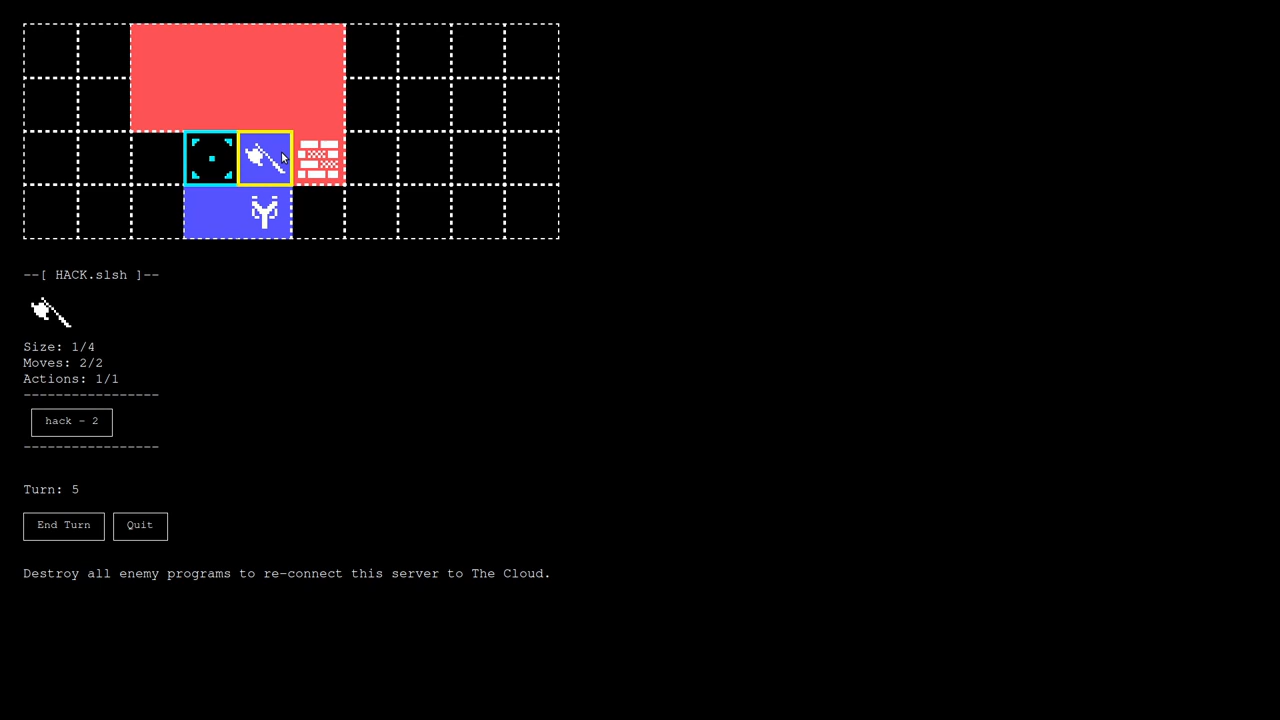 --[ HACK.slsh ]--
Size: 1/4
Moves: 2/2
Actions: 1/1
-----------------
hack - 2
-----------------
Turn: 5
End Turn Quit
Destroy all enemy programs to re-connect this server to The Cloud.